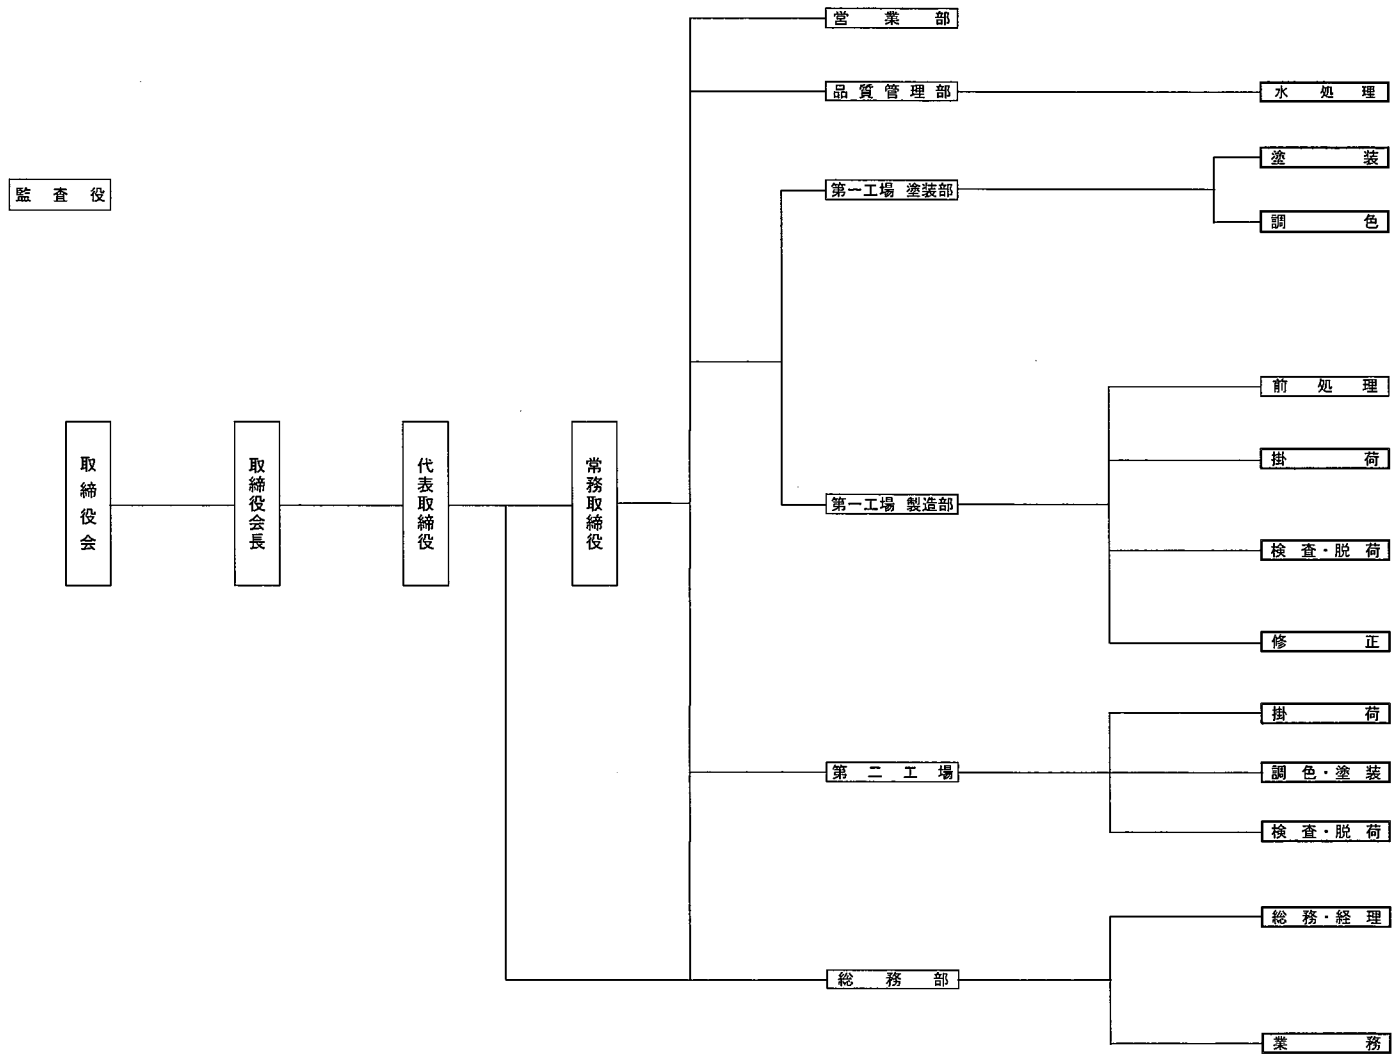 営業部
品質管理部
水処理
塗装
監査役
第一工場 塗装部
調色
前処理
取締役会
取締役会長
代表取締役
常務取締役
掛荷
第一工場 製造部
検査・脱荷
修正
掛荷
第二工場
調色・塗装
検査・脱荷
総務・経理
総務部
業務